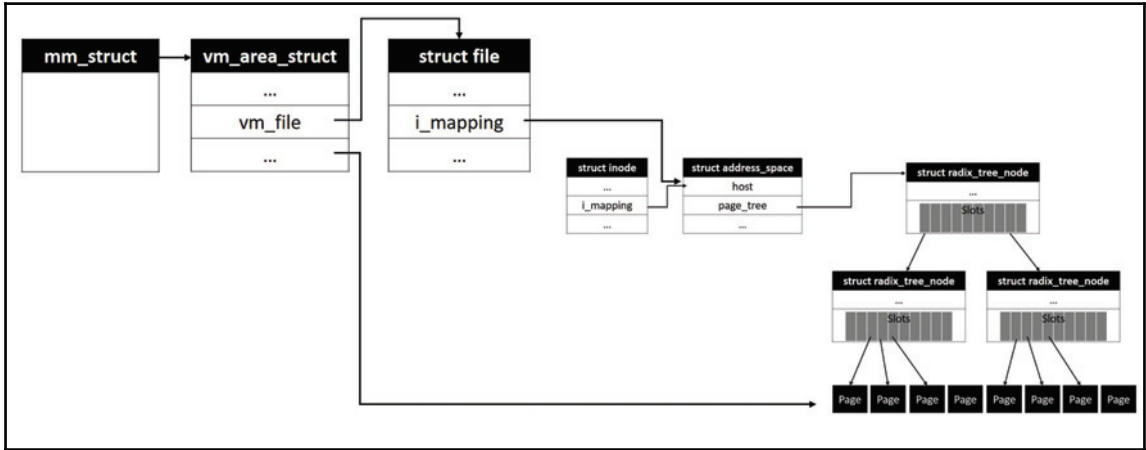 mm_struct
vm_area_struct
...
vm_file
...
struct file
...
i_mapping
...
struct inode
...
i_mapping
...
struct address_space
host
page_tree
...
struct radix_tree_node
...
Slots
struct radix_tree_node
...
Slots
struct radix_tree_node
...
Slots
Page Page Page Page Page Page Page Page